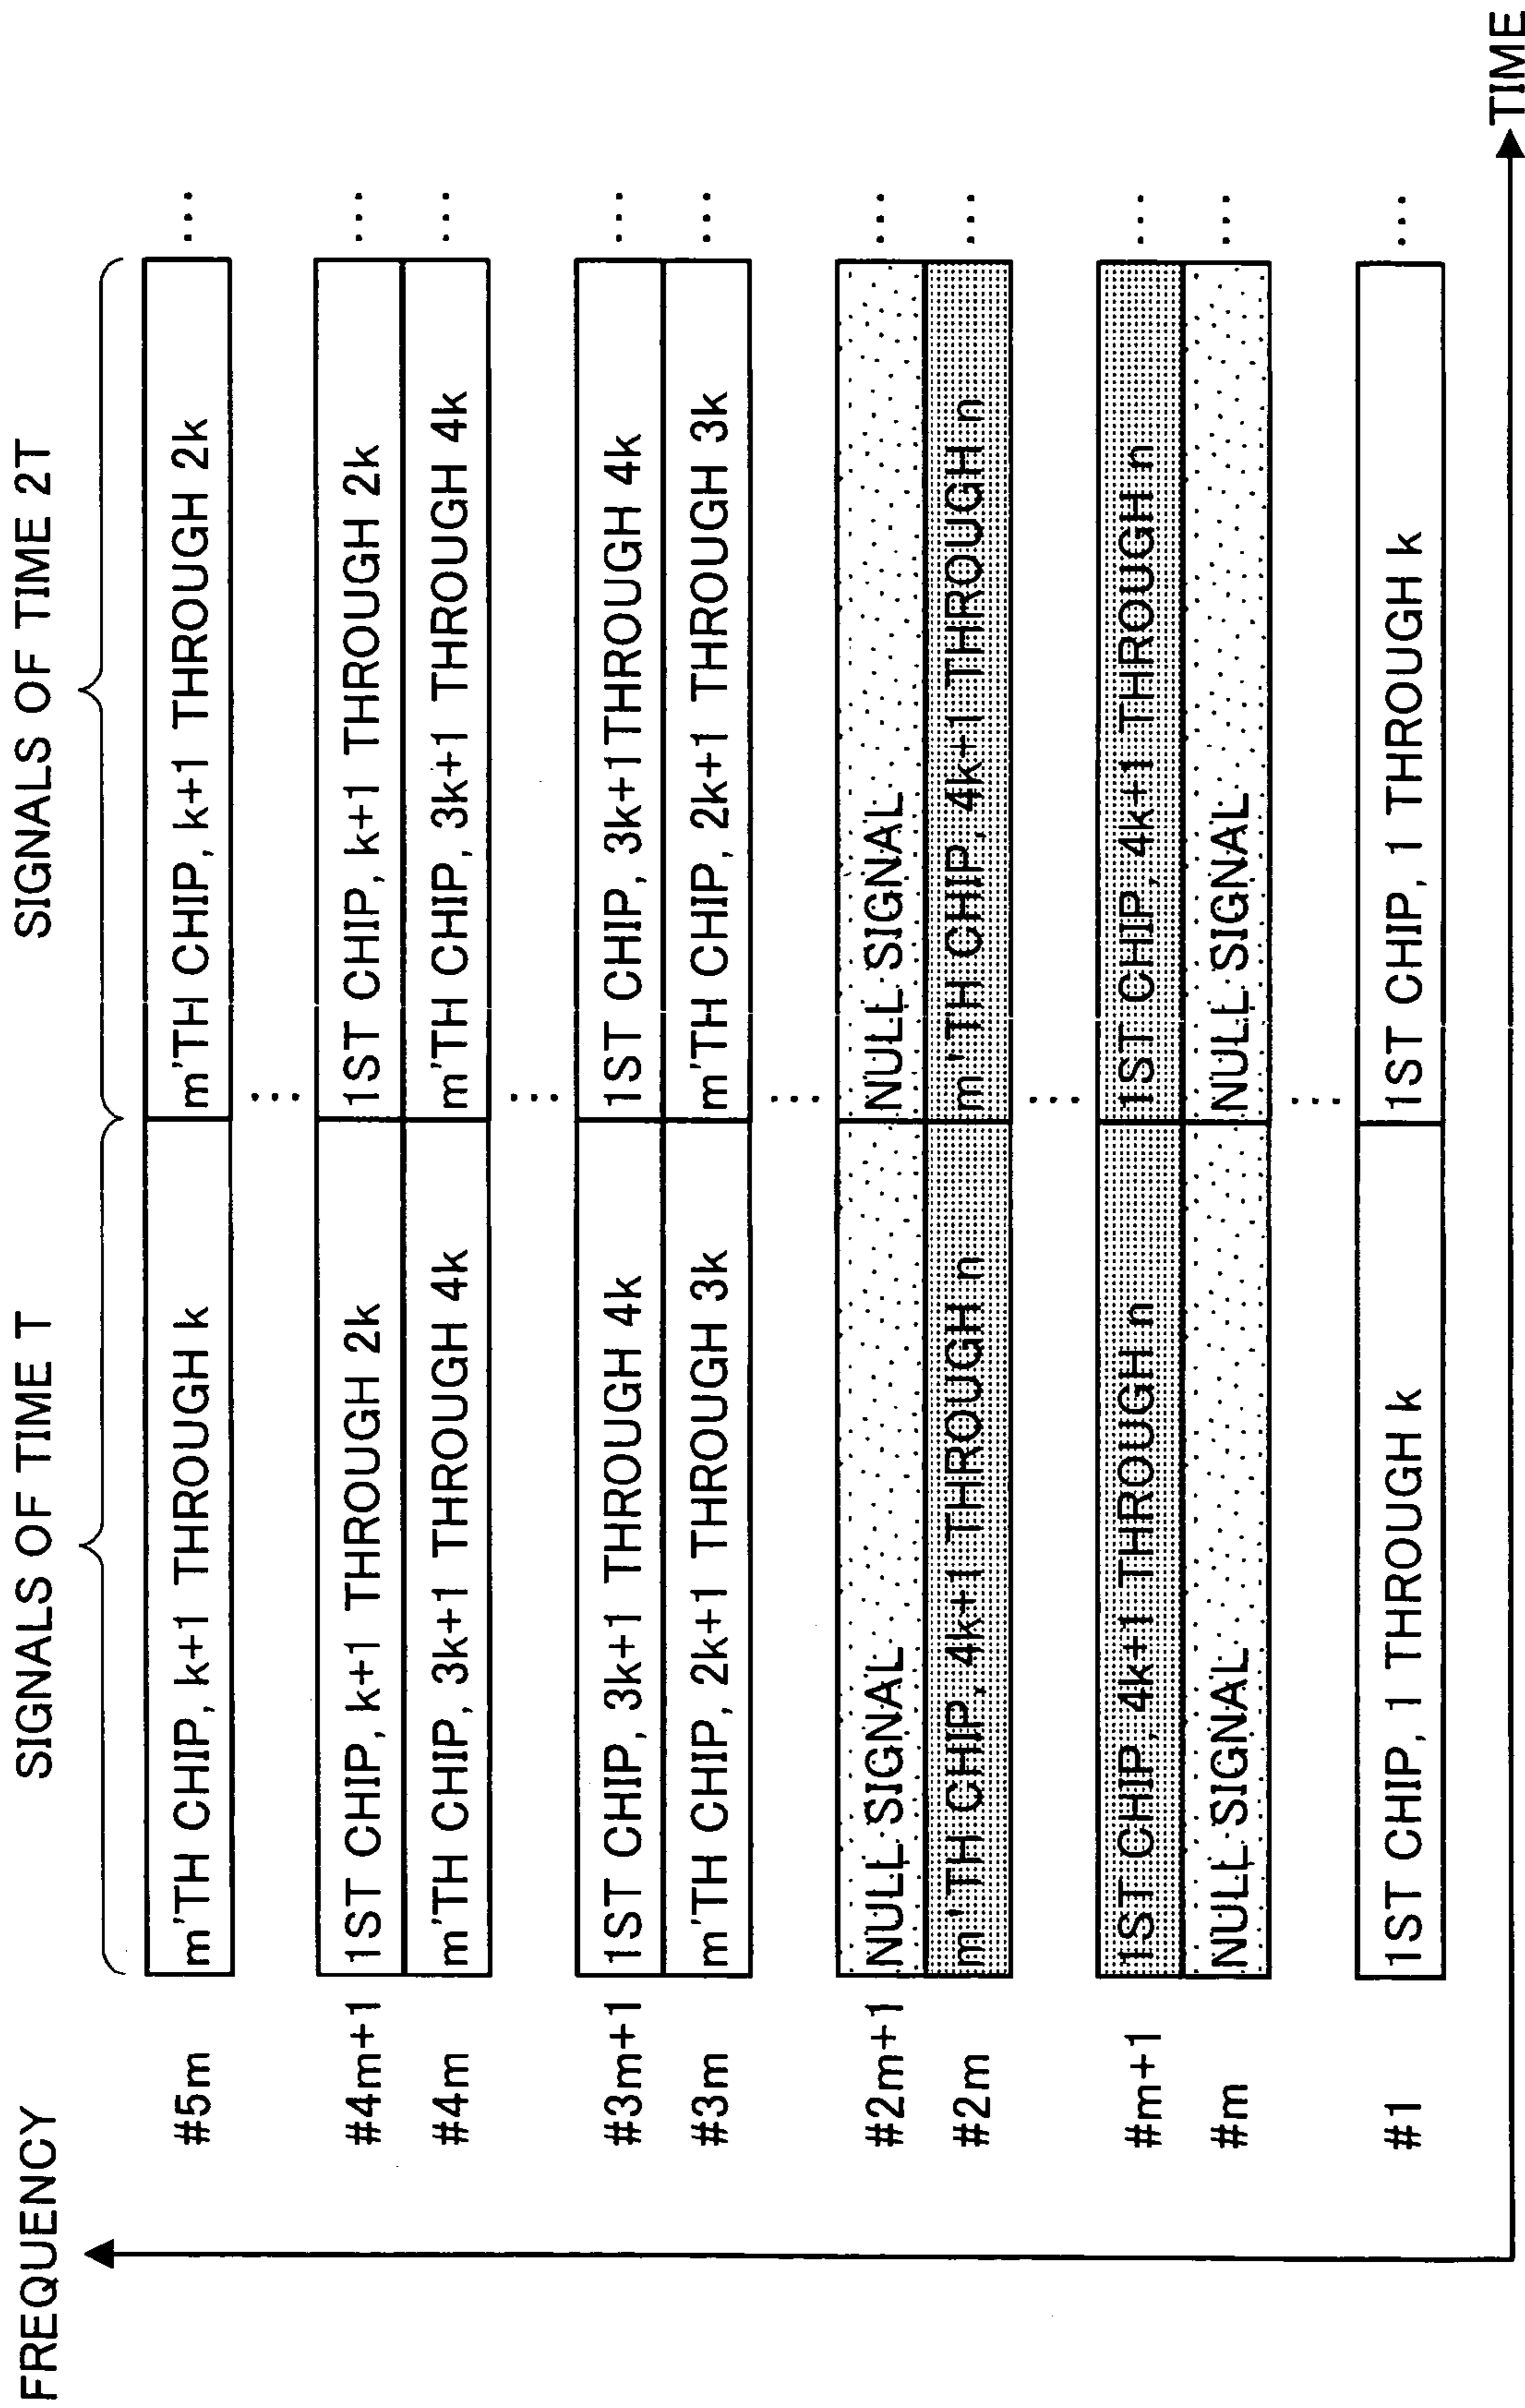 FREQUENCY
SIGNALS OF TIME T
SIGNALS OF TIME 2T
#5m
m'TH CHIP, k+1 THROUGH k
m'TH CHIP, k+1 THROUGH 2k
...
...
#4m+1
1ST CHIP, k+1 THROUGH 2k
1ST CHIP, k+1 THROUGH 2k
...
#4m
m'TH CHIP, 3k+1 THROUGH 4k
m'TH CHIP, 3k+1 THROUGH 4k
...
...
#3m+1
1ST CHIP, 3k+1 THROUGH 4k
1ST CHIP, 3k+1 THROUGH 4k
...
#3m
m'TH CHIP, 2k+1 THROUGH 3k
m'TH CHIP, 2k+1 THROUGH 3k
...
...
#2m+1
NULL SIGNAL
NULL SIGNAL
...
#2m
m'TH CHIP, 4k+1 THROUGH n
m'TH CHIP, 4k+1 THROUGH n
...
...
#m+1
1ST CHIP, 4k+1 THROUGH n
1ST CHIP, 4k+1 THROUGH n
...
#m
NULL SIGNAL
NULL SIGNAL
...
...
#1
1ST CHIP, 1 THROUGH k
1ST CHIP, 1 THROUGH k
...
TIME